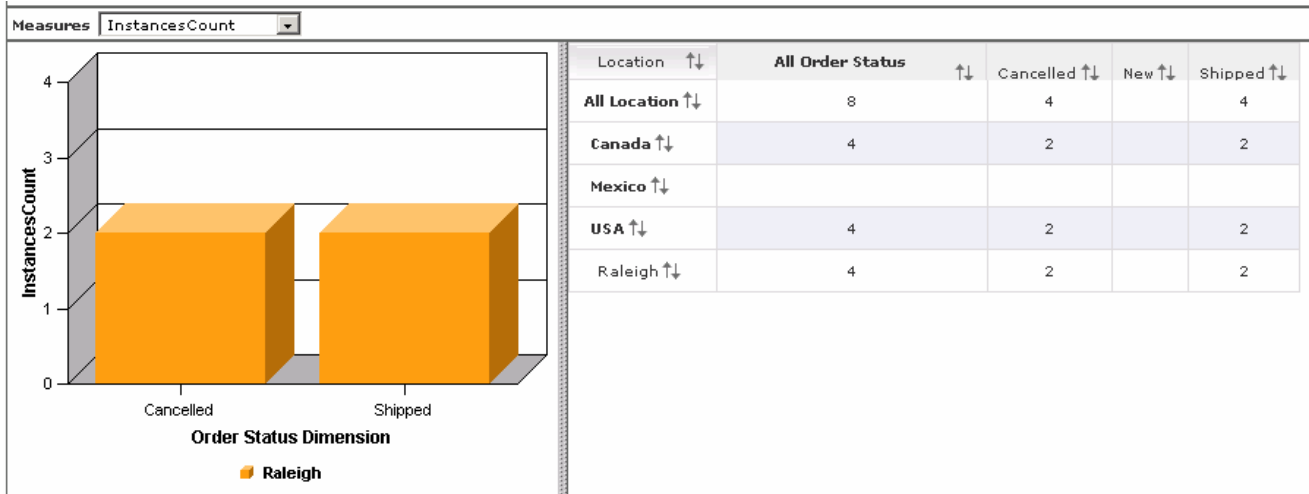 Measures InstancesCount
4
3
2
1
0
InstancesCount
Cancelled Shipped
Order Status Dimension
Raleigh
Location All Order Status Cancelled New Shipped
All Location 8 4 4
Canada 4 2 2
Mexico
USA 4 2 2
Raleigh 4 2 2